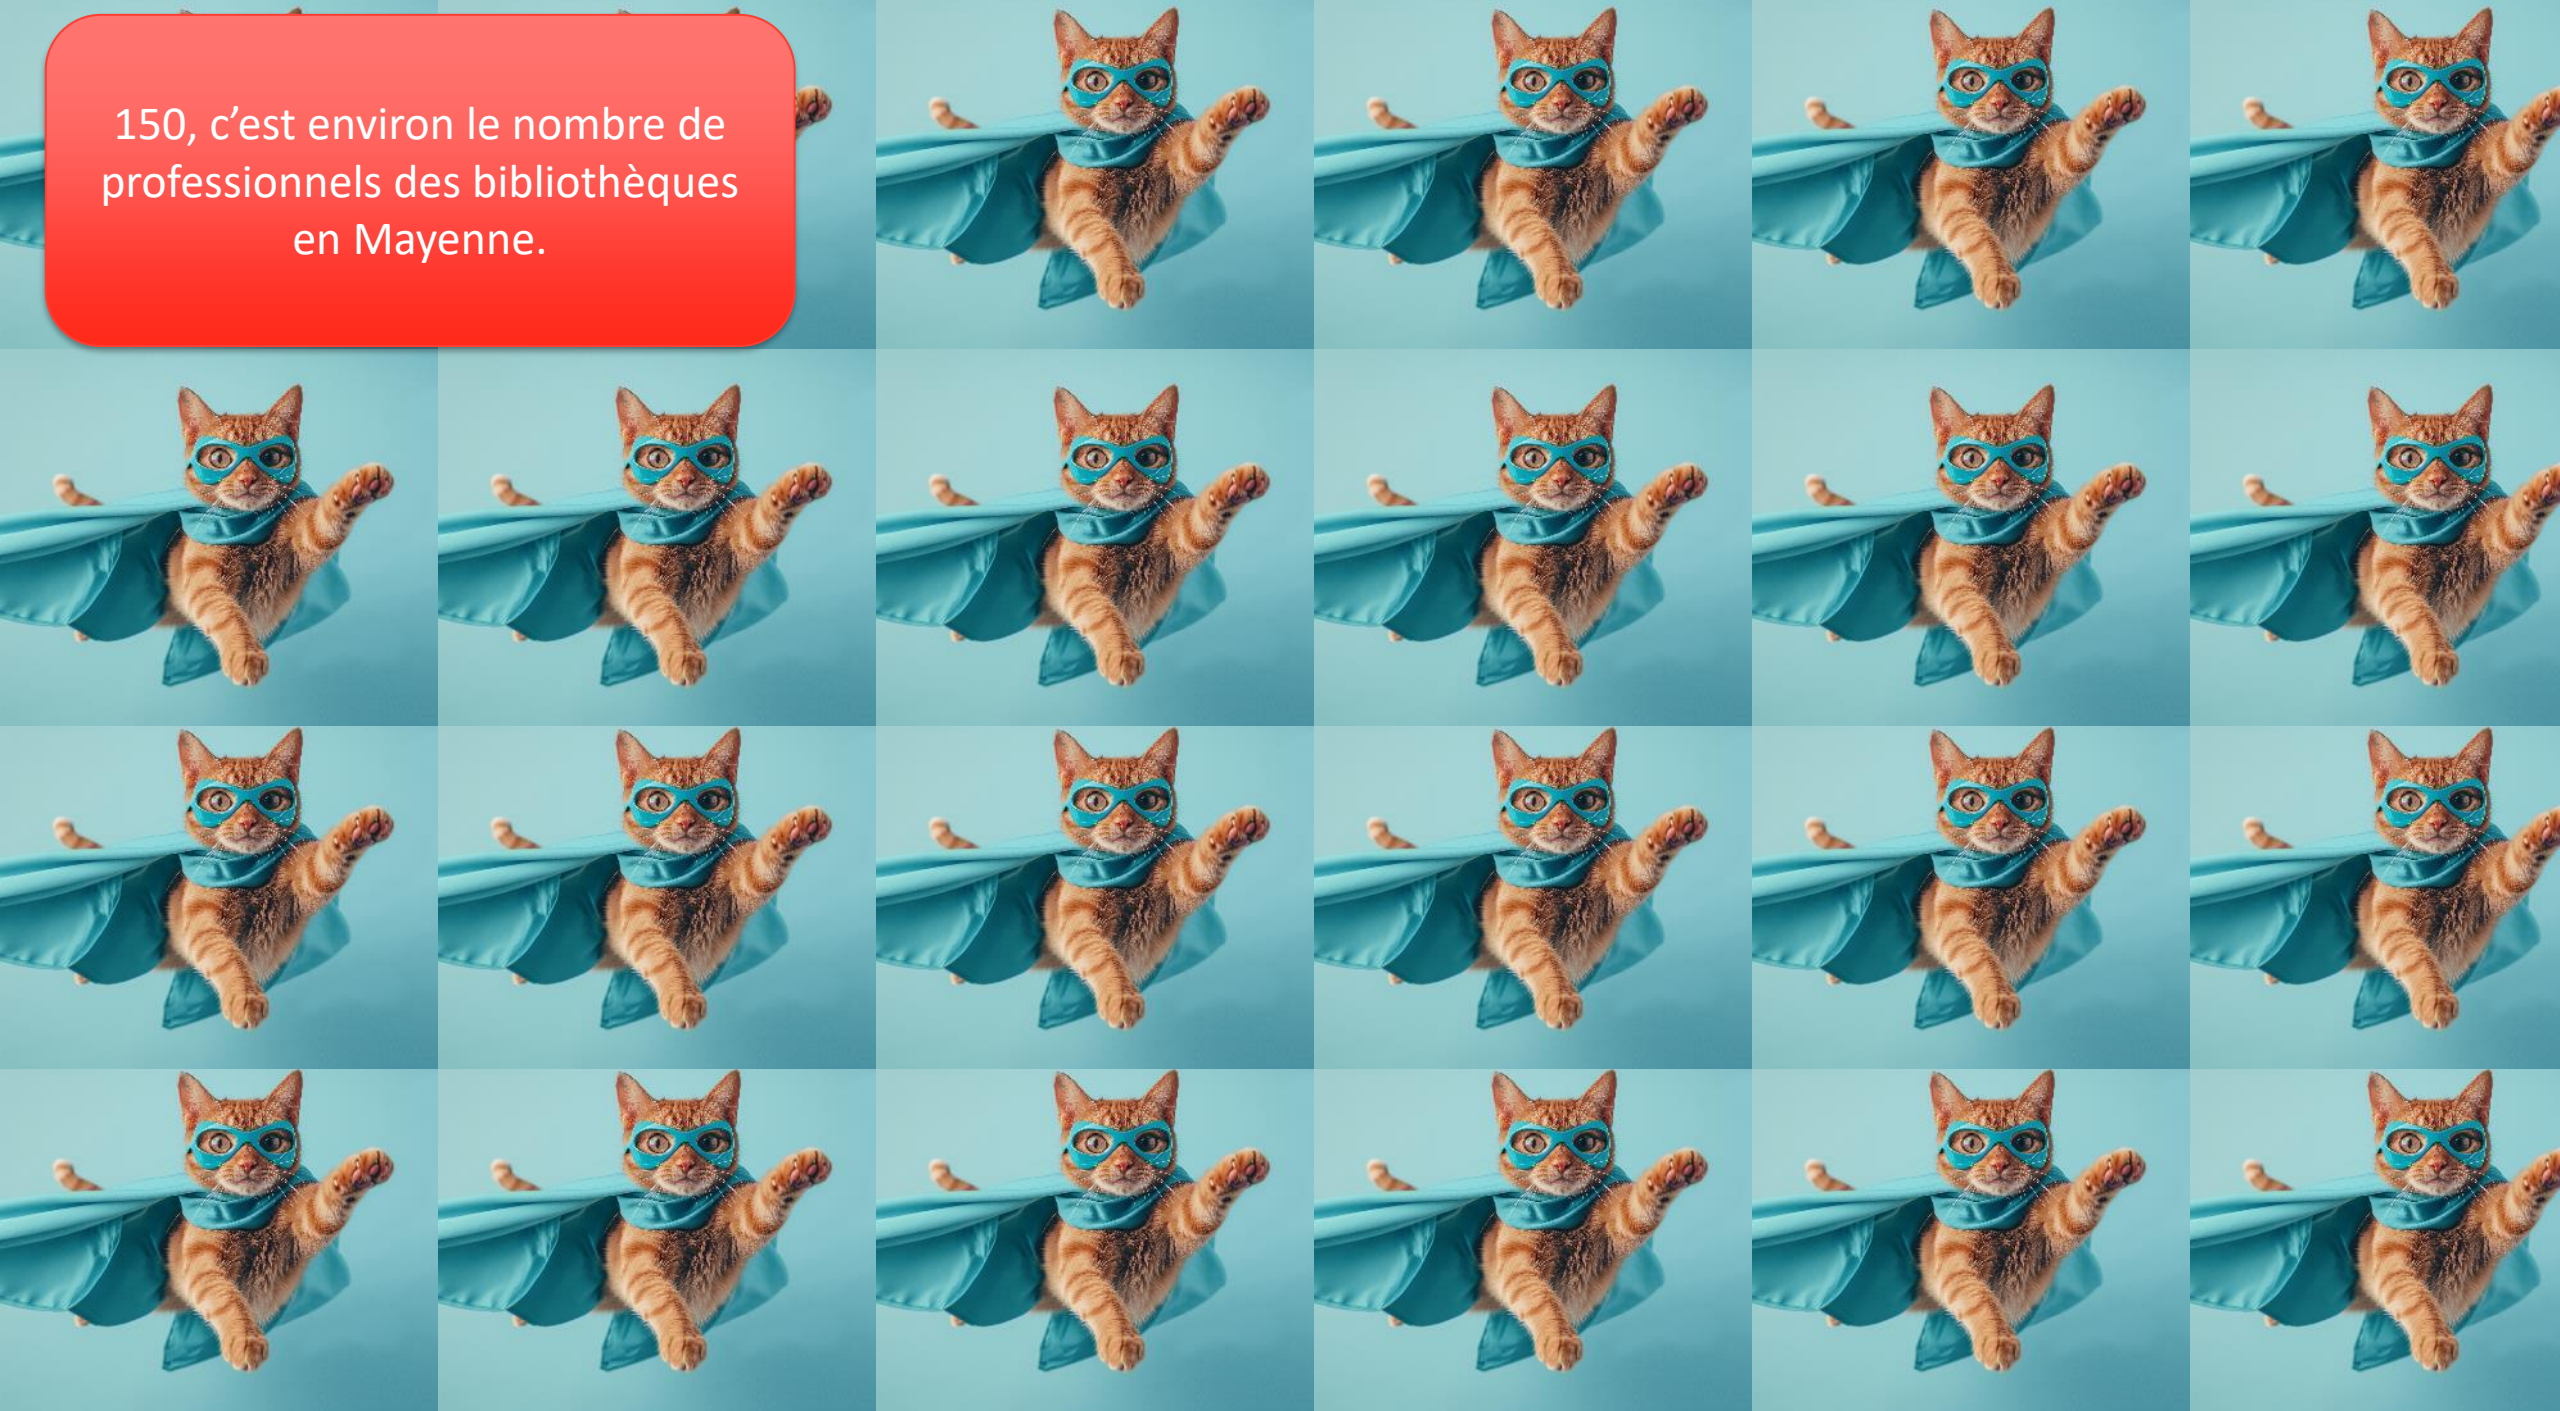 150, c’est environ le nombre de
professionnels des bibliothèques
en Mayenne.